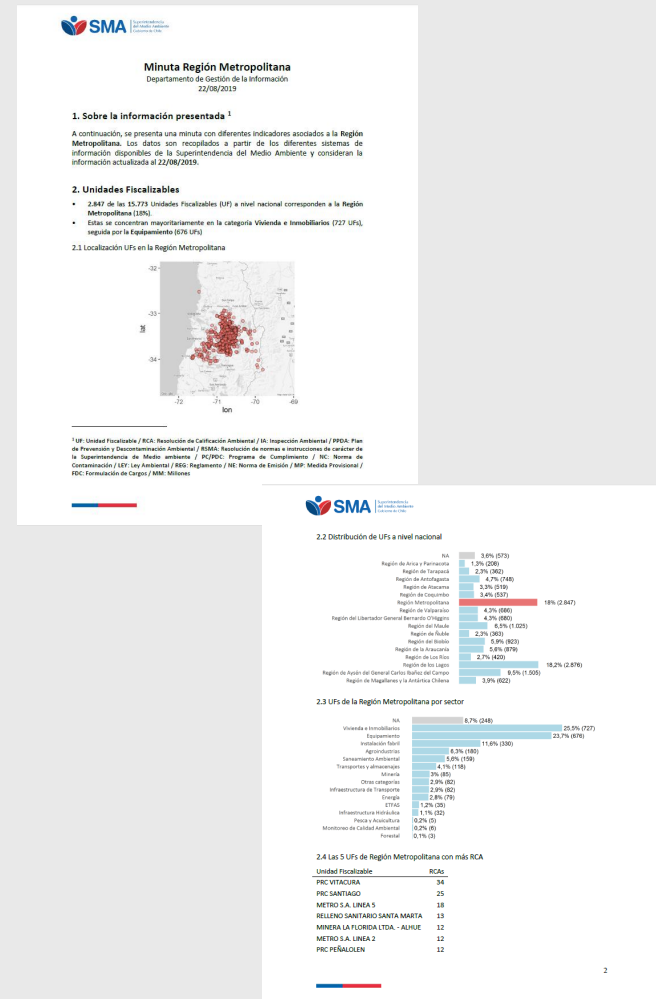 SMA Superintendencia
del Medio Ambiente
Gobierno de Chile
Minuta Región Metropolitana
Departamento de Gestión de la Información
22/08/2019
1. Sobre la información presentada 1
A continuación, se presenta una minuta con diferentes indicadores asociados a la Región
Metropolitana. Los datos son recopilados a partir de los diferentes sistemas de
información disponibles de la Superintendencia del Medio Ambiente y consideran la
información actualizada al 22/08/2019.
2. Unidades Fiscalizables
• 2.847 de las 15.773 Unidades Fiscalizables (UF) a nivel nacional corresponden a la Región
Metropolitana (18%).
• Estas se concentran mayoritariamente en la categoría Vivienda e Inmobiliarios (727 UFs),
seguida por la Equipamiento (676 UFs)
2.1 Localización UFs en la Región Metropolitana
-32
-33
-34
lat
-72 -71 -70 -69
lon
1 UF: Unidad Fiscalizable / RCA: Resolución de Calificación Ambiental / IA: Inspección Ambiental / PPDA: Plan
de Prevención y Descontaminación Ambiental / RSMA: Resolución de normas e instrucciones de carácter de
la Superintendencia de Medio ambiente / PC/PDC: Programa de Cumplimiento / NC: Norma de
Contaminación / LEY: Ley Ambiental / REG: Reglamento / NE: Norma de Emisión / MP: Medida Provisional /
FDC: Formulación de Cargos / MM: Millones
SMA Superintendencia
del Medio Ambiente
Gobierno de Chile
2.2 Distribución de UFs a nivel nacional
NA 3,6% (573)
Región de Arica y Parinacota 1,3% (206)
Región de Tarapacá 2,3% (362)
Región de Antofagasta 4,7% (748)
Región de Atacama 3,3% (519)
Región de Coquimbo 3,4% (537)
Región Metropolitana 18% (2.847)
Región de Valparaíso 4,3% (686)
Región del Libertador General Bernardo O'Higgins 4,3% (680)
Región del Maule 6,5% (1.025)
Región de Ñuble 2,3% (363)
Región del Biobío 5,9% (923)
Región de la Araucanía 5,6% (879)
Región de Los Ríos 2,7% (420)
Región de los Lagos 18,2% (2.876)
Región de Aysén del General Carlos Ibañez del Campo 9,5% (1.505)
Región de Magallanes y la Antártica Chilena 3,9% (622)
2.3 UFs de la Región Metropolitana por sector
NA 8,7% (248)
Vivienda e Inmobiliarios 25,5% (727)
Equipamiento 23,7% (676)
Instalación fabril 11,6% (330)
Agroindustrias 6,3% (180)
Saneamiento Ambiental 5,6% (159)
Transportes y almacenajes 4,1% (118)
Minería 3% (85)
Otras categorías 2,9% (82)
Infraestructura de Transporte 2,9% (82)
Energía 2,8% (79)
ETFAS 1,2% (35)
Infraestructura Hidráulica 1,1% (32)
Pesca y Acuicultura 0,2% (5)
Monitoreo de Calidad Ambiental 0,2% (6)
Forestal 0,1% (3)
2.4 Las 5 UFs de Región Metropolitana con más RCA
Unidad Fiscalizable RCAs
PRC VITACURA 34
PRC SANTIAGO 25
METRO S.A. LINEA 5 18
RELLENO SANITARIO SANTA MARTA 13
MINERA LA FLORIDA LTDA. - ALHUE 12
METRO S.A. LINEA 2 12
PRC PEÑALOLEN 12
2